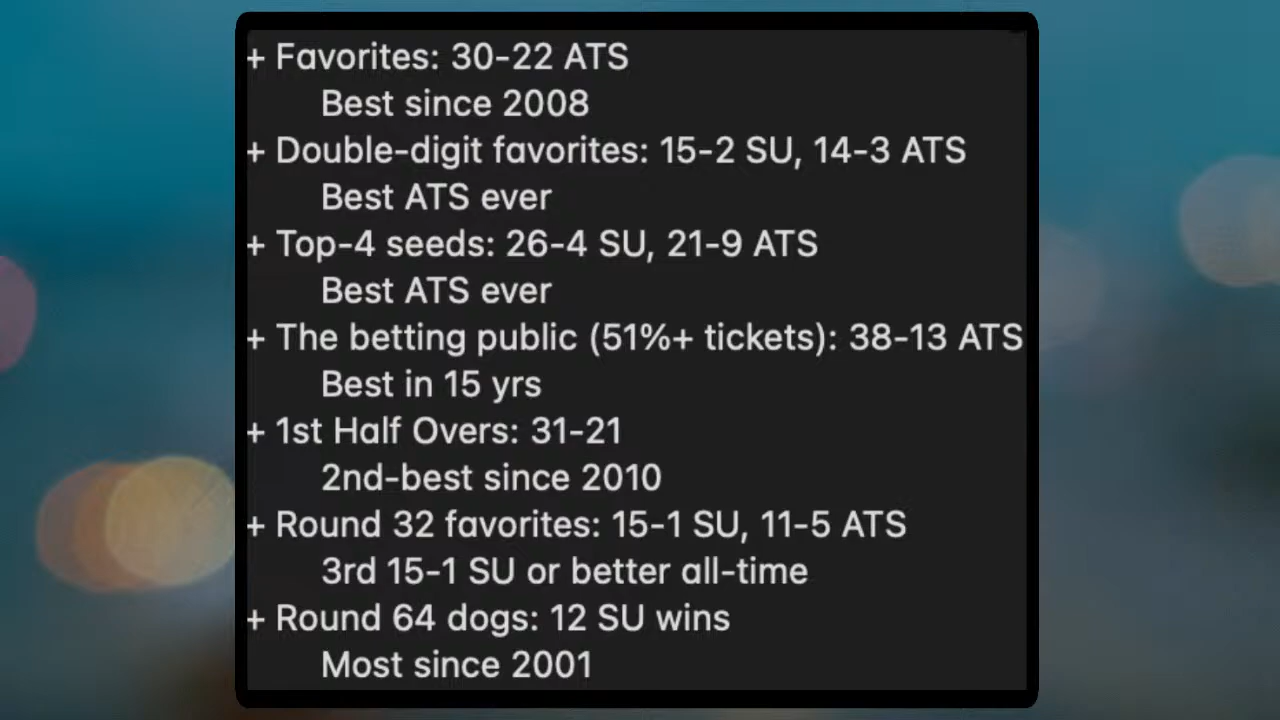 + Favorites: 30-22 ATS
Best since 2008
+ Double-digit favorites: 15-2 SU, 14-3 ATS
Best ATS ever
+ Top-4 seeds: 26-4 SU, 21-9 ATS
Best ATS ever
+ The betting public (51%+ tickets): 38-13 ATS
Best in 15 yrs
+ 1st Half Overs: 31-21
2nd-best since 2010
+ Round 32 favorites: 15-1 SU, 11-5 ATS
3rd 15-1 SU or better all-time
+ Round 64 dogs: 12 SU wins
Most since 2001